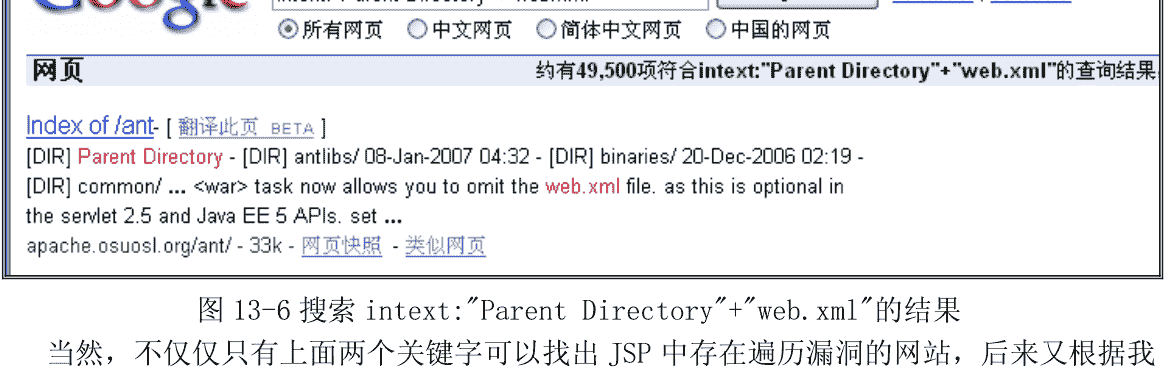 所有网页 中文网页 简体中文网页 中国的网页
网页 约有49,500项符合intext:"Parent Directory"+"web.xml"的查询结果
Index of /ant- [ 翻译此页 BETA ]
[DIR] Parent Directory - [DIR] antlibs/ 08-Jan-2007 04:32 - [DIR] binaries/ 20-Dec-2006 02:19 -
[DIR] common/ ... <war> task now allows you to omit the web.xml file. as this is optional in
the servlet 2.5 and Java EE 5 APIs. set ...
apache.osuosl.org/ant/ - 33k - 网页快照 - 类似网页
图 13-6 搜索 intext:"Parent Directory"+"web.xml"的结果
当然，不仅仅只有上面两个关键字可以找出 JSP 中存在遍历漏洞的网站，后来又根据我